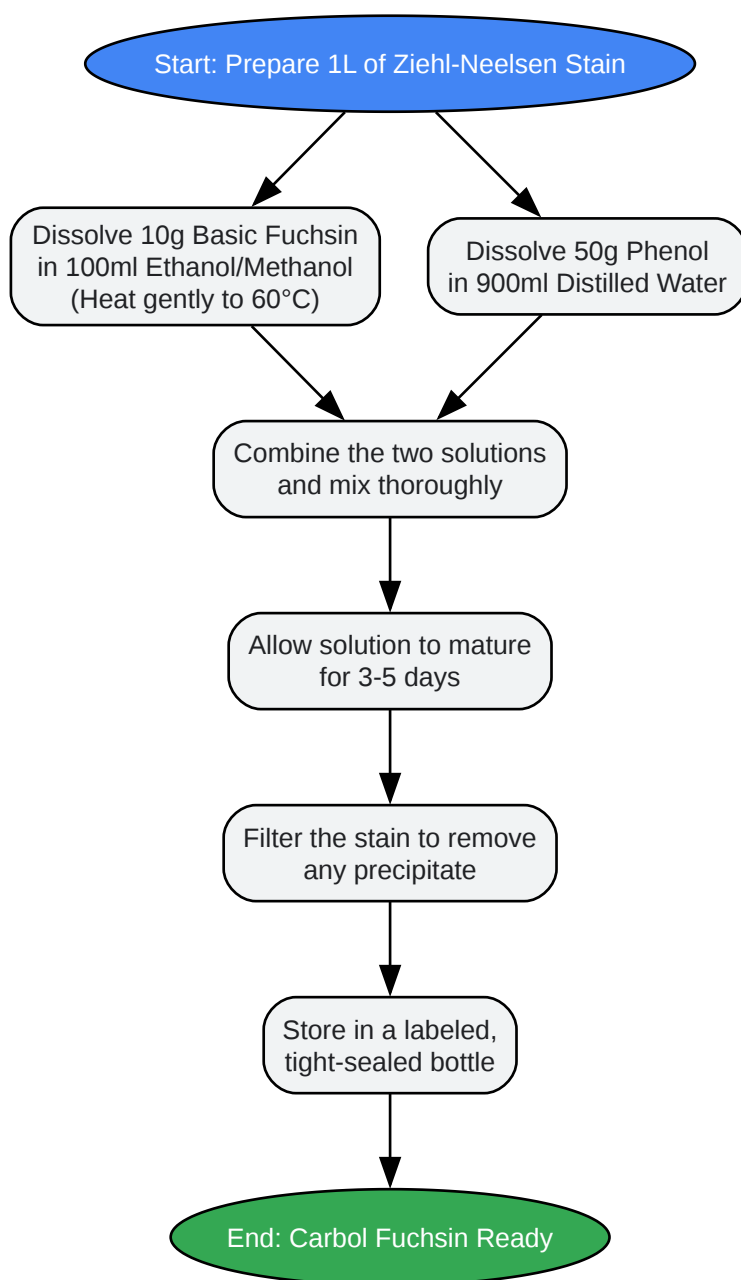 Start: Prepare 1L of Ziehl-Neelsen Stain
Dissolve 10g Basic Fuchsin
in 100ml Ethanol/Methanol
(Heat gently to 60°C)
Dissolve 50g Phenol
in 900ml Distilled Water
Combine the two solutions
and mix thoroughly
Allow solution to mature
for 3-5 days
Filter the stain to remove
any precipitate
Store in a labeled,
tight-sealed bottle
End: Carbol Fuchsin Ready